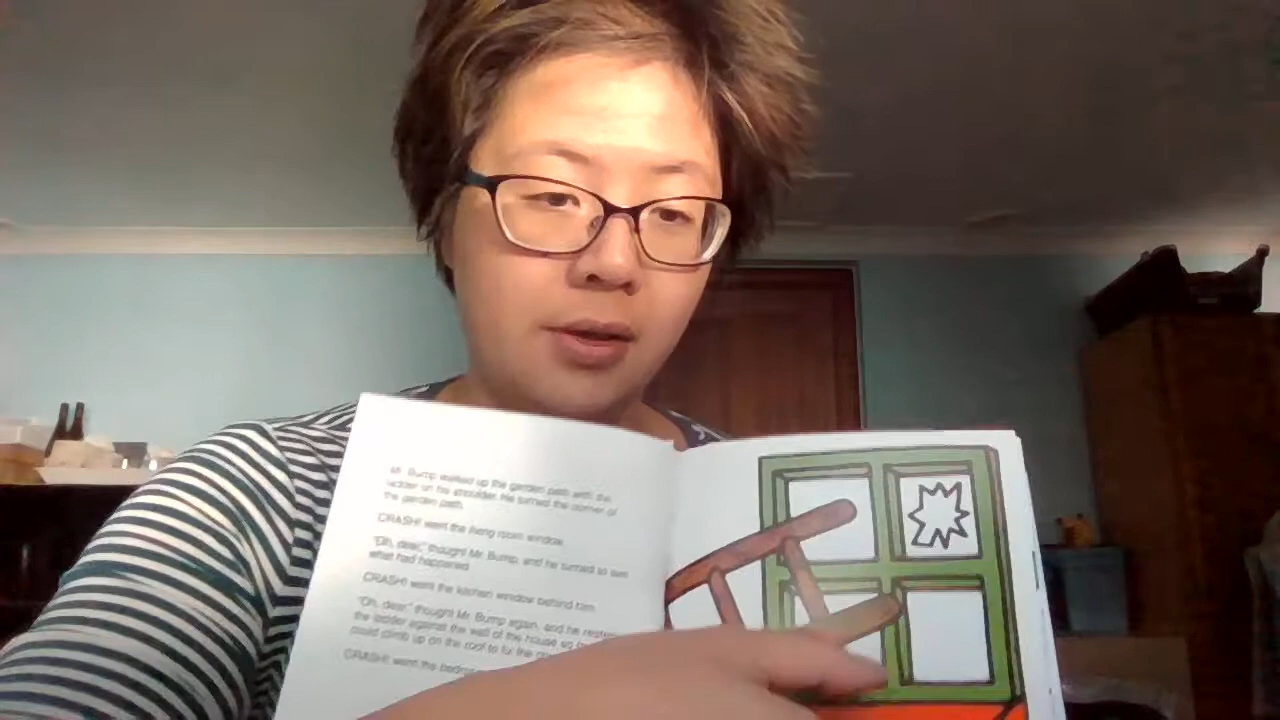 Mr. Bump walked up the garden path with the
ladder on his shoulder. He turned the corner of
the garden path.
CRASH! went the living room window.
"Oh, dear," thought Mr. Bump, and he turned to see
what had happened.
CRASH! went the kitchen window behind him.
"Oh, dear," thought Mr. Bump again, and he rested
the ladder against the wall of the house so
could climb up on the roof to fix the
CRASH! went the